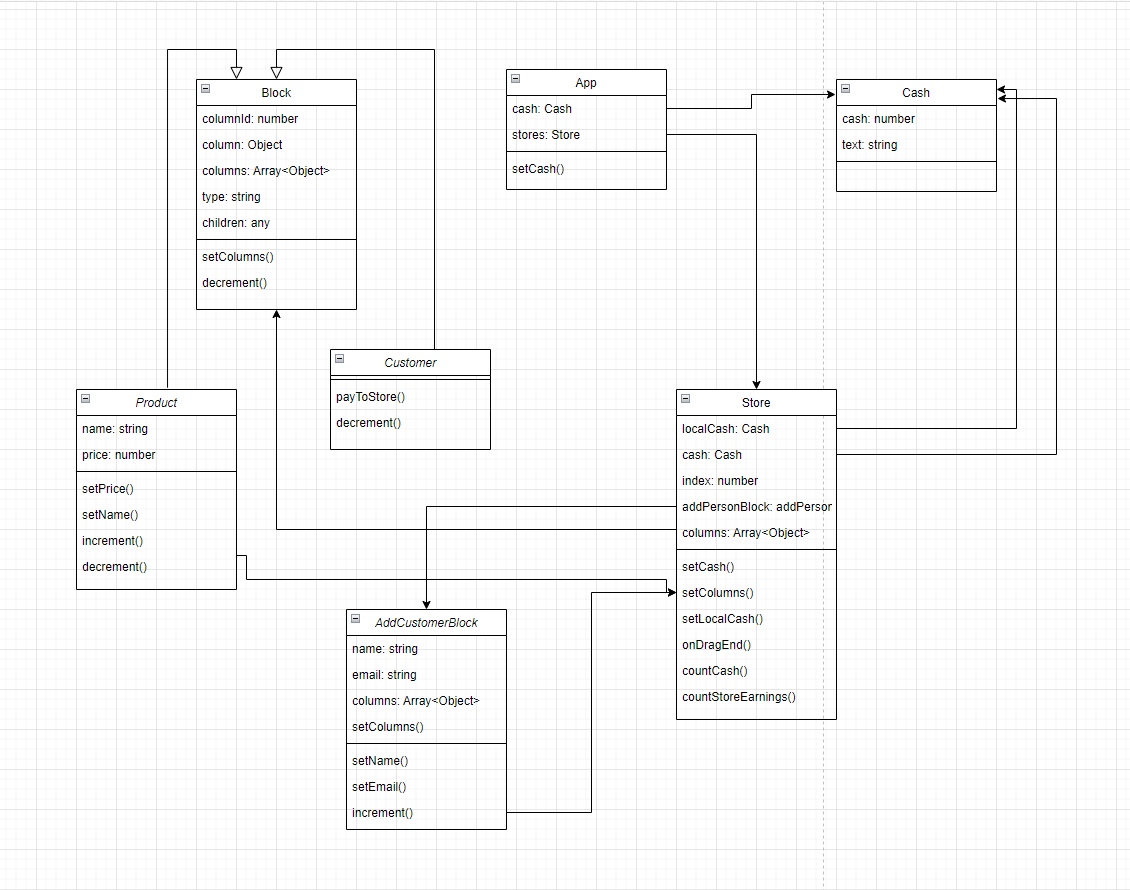 Block
columnId: number
column: Object
columns: Array<Object>
type: string
children: any
setColumns()
decrement()
App
cash: Cash
stores: Store
setCash()
Cash
cash: number
text: string
Customer
payToStore()
decrement()
Product
name: string
price: number
setPrice()
setName()
increment()
decrement()
Store
localCash: Cash
cash: Cash
index: number
addPersonBlock: addPersor
columns: Array<Object>
setCash()
setColumns()
setLocalCash()
onDragEnd()
countCash()
countStoreEarnings()
AddCustomerBlock
name: string
email: string
columns: Array<Object>
setColumns()
setName()
setEmail()
increment()